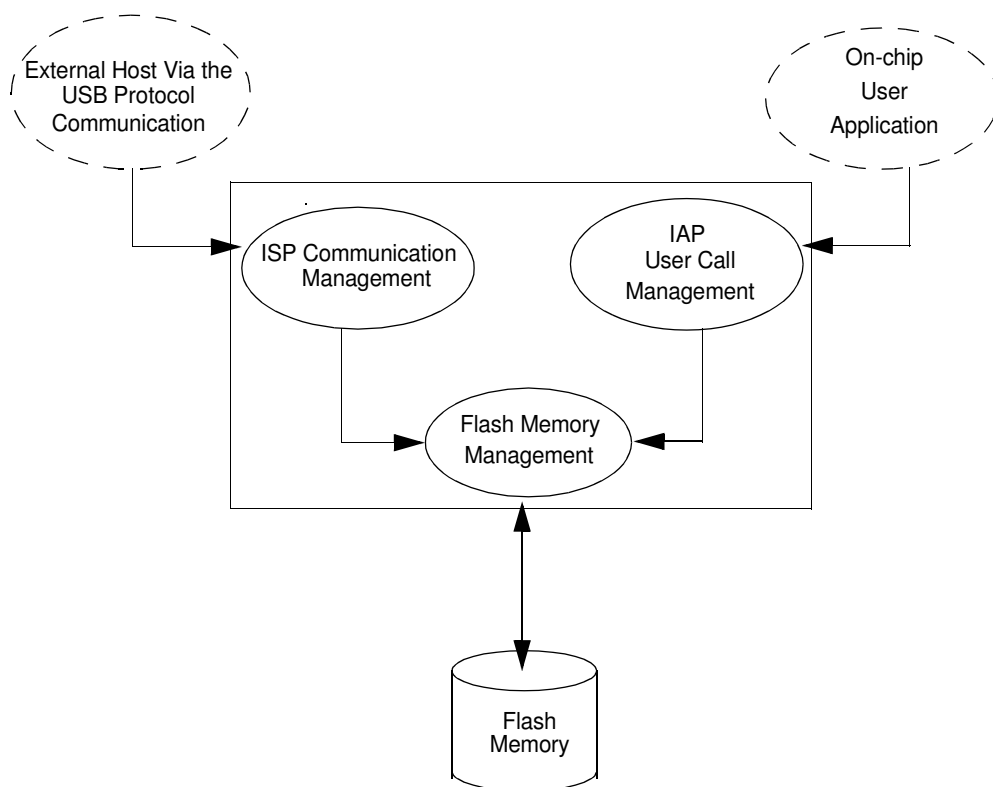 External Host Via the
USB Protocol
Communication
On-chip
User
Application
ISP Communication
Management
IAP
User Call
Management
Flash Memory
Management
Flash
Memory